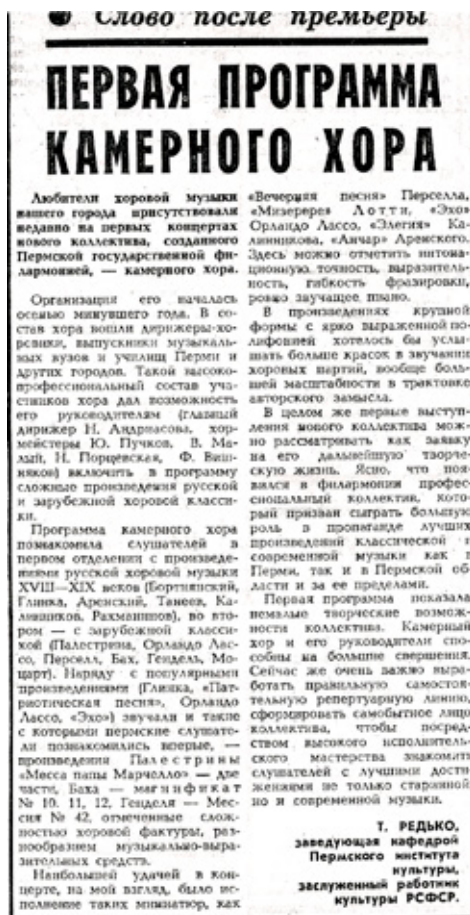 ● Слово после премьеры
ПЕРВАЯ ПРОГРАММА
КАМЕРНОГО ХОРА
Любители хоровой музыки
нашего города присутствовали
недавно на первых концертах
нового коллектива, созданного
Пермской государственной фи-
лармонией, — камерного хора.
Организация его началась
осенью минувшего года. В со-
став хора вошли дирижеры-хо-
ровики, выпускники музыкаль-
ных вузов и училищ Перми и
других городов. Такой высоко-
профессиональный состав уча-
стников хора дал возможность
его руководителям (главный
дирижер Н. Андриасова, хор-
мейстеры Ю. Пучков, В. Ма-
лый, Н. Порцевская, Ф. Виш-
няков) включить в программу
сложные произведения русской
и зарубежной хоровой класси-
ки.
Программа камерного хора
познакомила слушателей в
первом отделении с произведе-
ниями русской хоровой музыки
XVIII—XIX веков (Бортнянский,
Глинка, Аренский, Танеев, Ка-
линников, Рахманинов), во вто-
ром — с зарубежной класси-
кой (Палестрина, Орландо Лас-
со, Перселл, Бах, Гендель, Мо-
царт). Наряду с популярными
произведениями (Глинка, «Пат-
риотическая песня», Орландо
Лассо, «Эхо») звучали и такие
с которыми пермские слушате-
ли познакомились впервые, —
произведения Палестрины
«Месса папы Марчелло» — две
части, Баха — магнификат
№ 10, 11, 12, Генделя — Мес-
сия № 42, отмеченные слож-
ностью хоровой фактуры, раз-
нообразием музыкально-выра-
зительных средств.
Наибольшей удачей в кон-
церте, на мой взгляд, было ис-
полнение таких миниатюр, как
«Вечерняя песня» Перселла,
«Мизерере» Лотти, «Эхо»
Орландо Лассо, «Элегия» Ка-
линникова, «Анчар» Аренского.
Здесь можно отметить интона-
ционную точность, выразитель-
ность, гибкость фразировки,
ровно звучащее пиано.
В произведениях крупной
формы с ярко выраженной по-
лифонией хотелось бы услы-
шать больше красок в звучании
хоровых партий, вообще боль-
шей масштабности в трактовке
авторского замысла.
В целом же первые выступ-
ления нового коллектива мож-
но рассматривать как заявку
на его дальнейшую творче-
скую жизнь. Ясно, что поя-
вился в филармонии профес-
сиональный коллектив, кото-
рый призван сыграть большую
роль в пропаганде лучших
произведений классической и
современной музыки как в
Перми, так и в Пермской об-
ласти и за ее пределами.
Первая программа показала
немалые творческие возмож-
ности коллектива. Камерный
хор и его руководители спо-
собны на большие свершения.
Сейчас же очень важно выра-
ботать правильную самостоя-
тельную репертуарную линию,
сформировать самобытное лицо
коллектива, чтобы посред-
ством высокого исполнитель-
ского мастерства знакомить
слушателей с лучшими дости-
жениями не только старинной
но и современной музыки.
Т. РЕДЬКО,
заведующая кафедрой
Пермского института
культуры,
заслуженный работник
культуры РСФСР.